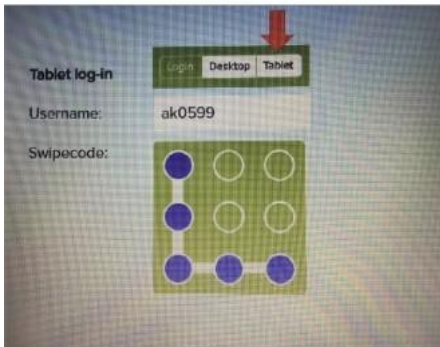 Login Desktop Tablet
Tablet log-in
Username: ak0599
Swipecode: